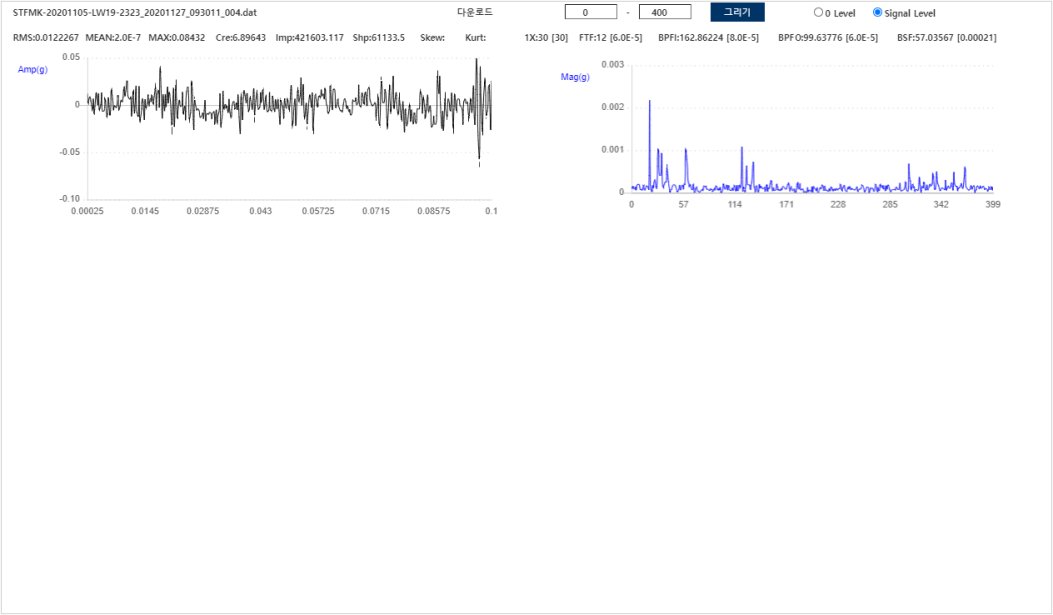 STFMK-20201105-LW19-2323_20201127_093011_004.dat 다운로드 0 - 400 그리기 0 Level Signal Level
RMS:0.0122267 MEAN:2.0E-7 MAX:0.08432 Cre:6.89643 Imp:421603.117 Shp:61133.5 Skew: Kurt: 1X:30 [30] FTF:12 [6.0E-5] BPFI:162.86224 [8.0E-5] BPFO:99.63776 [6.0E-5] BSF:57.03567 [0.00021]
Amp(g)
0.05
0
-0.05
-0.10
0.00025 0.0145 0.02875 0.043 0.05725 0.0715 0.08575 0.1
Mag(g)
0.003
0.002
0.001
0
0 57 114 171 228 285 342 399